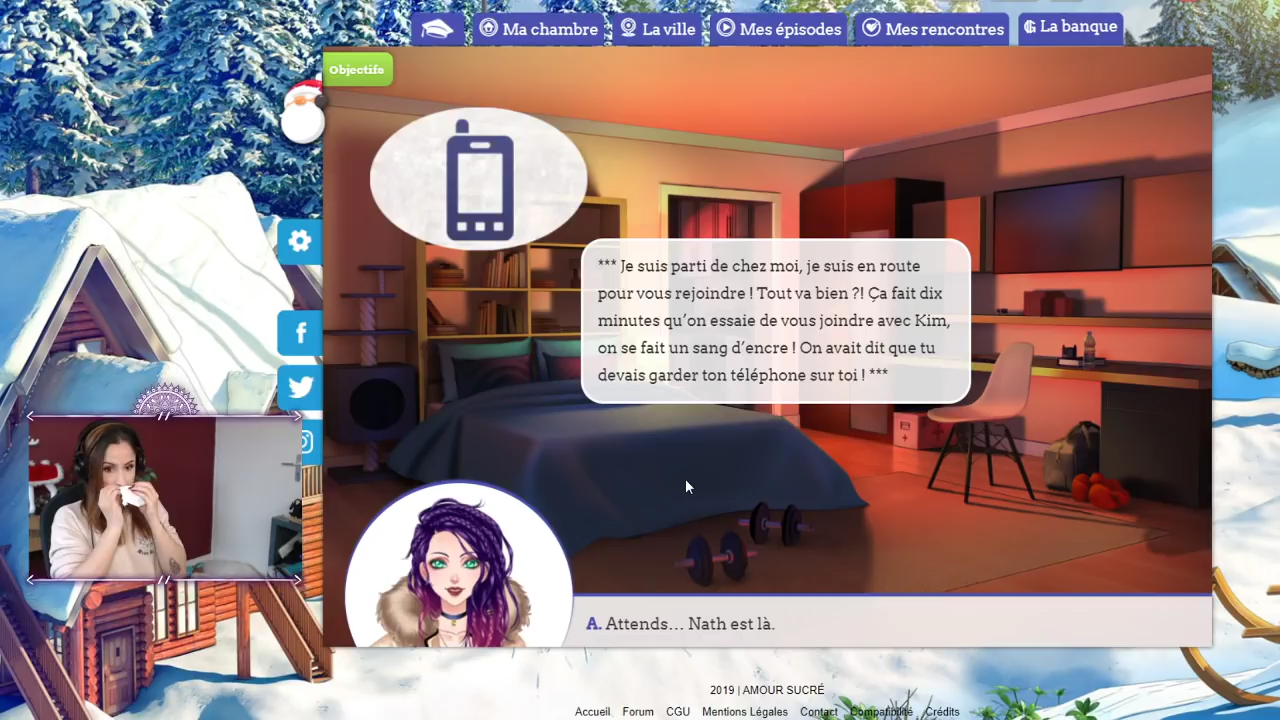 Ma chambre
La ville
Mes épisodes
Mes rencontres
La banque
Objectifs
*** Je suis parti de chez moi, je suis en route
pour vous rejoindre ! Tout va bien ?! Ça fait dix
minutes qu’on essaie de vous joindre avec Kim,
on se fait un sang d’encre ! On avait dit que tu
devais garder ton téléphone sur toi ! ***
A. Attends… Nath est là.
2019 | AMOUR SUCRÉ
Accueil Forum CGU Mentions Légales Contact Compatibilité Crédits